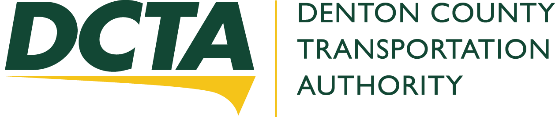 DCTA
DENTON COUNTY
TRANSPORTATION
AUTHORITY